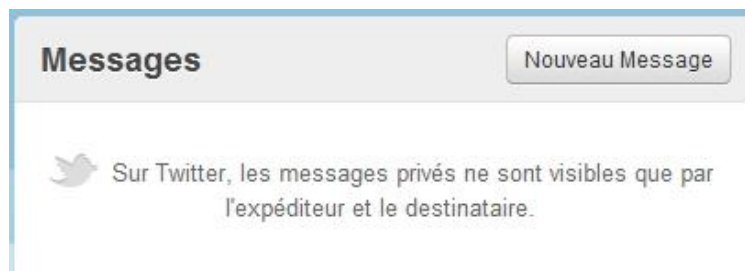 Messages
Nouveau Message
Sur Twitter, les messages privés ne sont visibles que par
l'expéditeur et le destinataire.